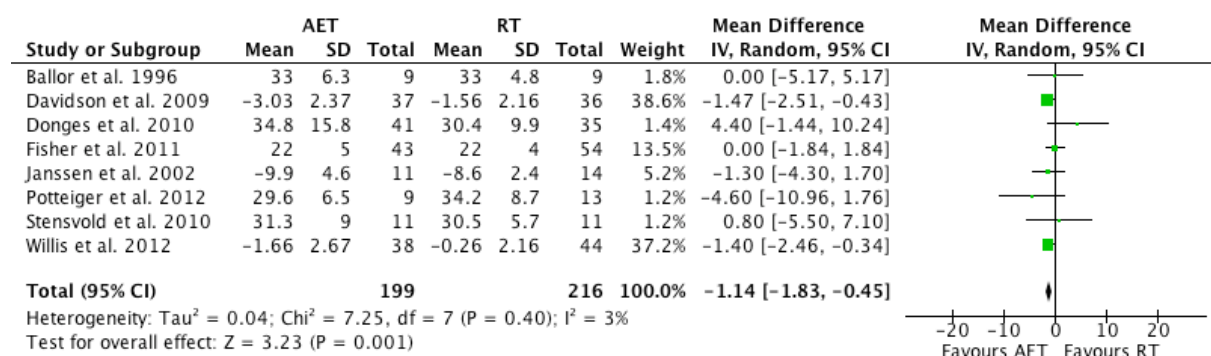 AET RT Mean Difference Mean Difference
Study or Subgroup Mean SD Total Mean SD Total Weight IV, Random, 95% CI IV, Random, 95% CI
Ballor et al. 1996 33 6.3 9 33 4.8 9 1.8% 0.00 [−5.17, 5.17]
Davidson et al. 2009 −3.03 2.37 37 −1.56 2.16 36 38.6% −1.47 [−2.51, −0.43]
Donges et al. 2010 34.8 15.8 41 30.4 9.9 35 1.4% 4.40 [−1.44, 10.24]
Fisher et al. 2011 22 5 43 22 4 54 13.5% 0.00 [−1.84, 1.84]
Janssen et al. 2002 −9.9 4.6 11 −8.6 2.4 14 5.2% −1.30 [−4.30, 1.70]
Potteiger et al. 2012 29.6 6.5 9 34.2 8.7 13 1.2% −4.60 [−10.96, 1.76]
Stensvold et al. 2010 31.3 9 11 30.5 5.7 11 1.2% 0.80 [−5.50, 7.10]
Willis et al. 2012 −1.66 2.67 38 −0.26 2.16 44 37.2% −1.40 [−2.46, −0.34]
Total (95% CI) 199 216 100.0% −1.14 [−1.83, −0.45]
Heterogeneity: Tau² = 0.04; Chi² = 7.25, df = 7 (P = 0.40); I² = 3%
Test for overall effect: Z = 3.23 (P = 0.001)
−20 −10 0 10 20
Favours AET Favours RT